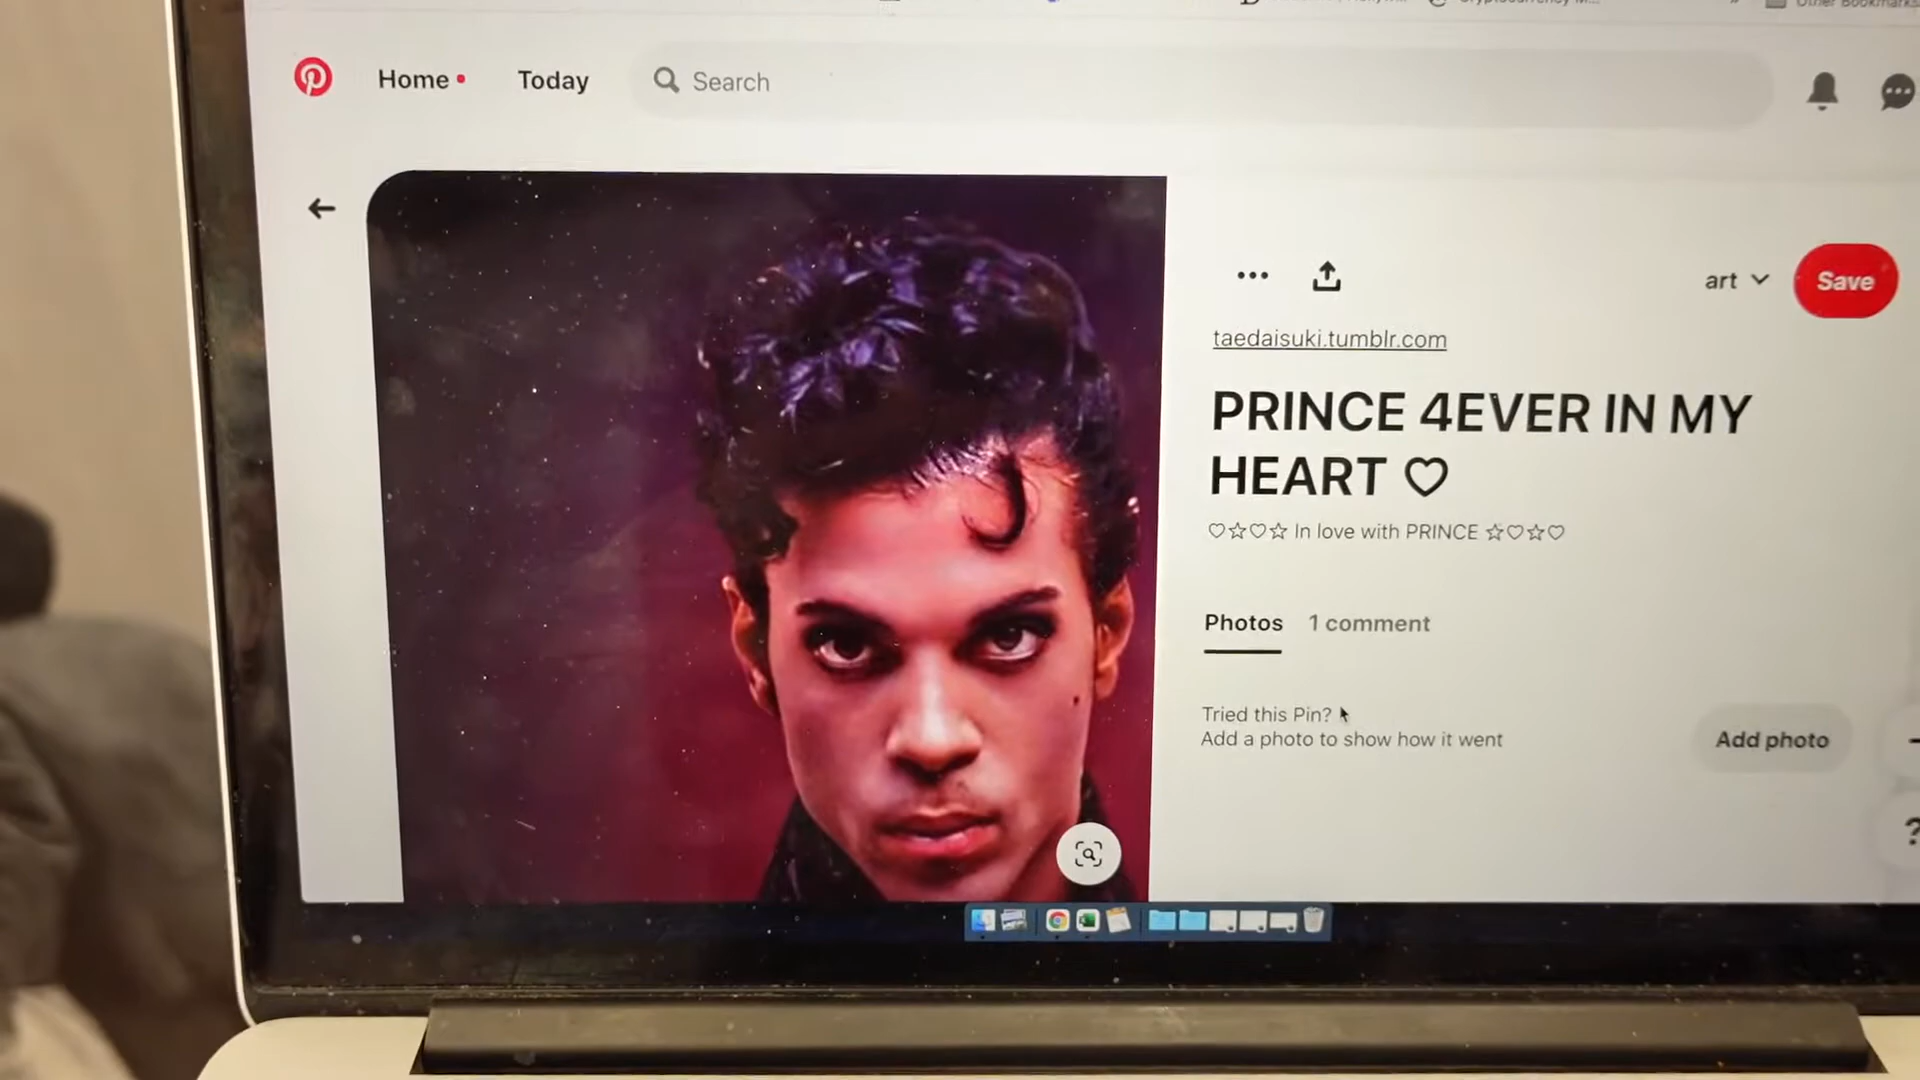 Home
Today
Search
art
Save
taedaisuki.tumblr.com
PRINCE 4EVER IN MY
HEART ♡
♡☆♡☆ In love with PRINCE ☆♡☆♡
Photos
1 comment
Tried this Pin?
Add a photo to show how it went
Add photo
?